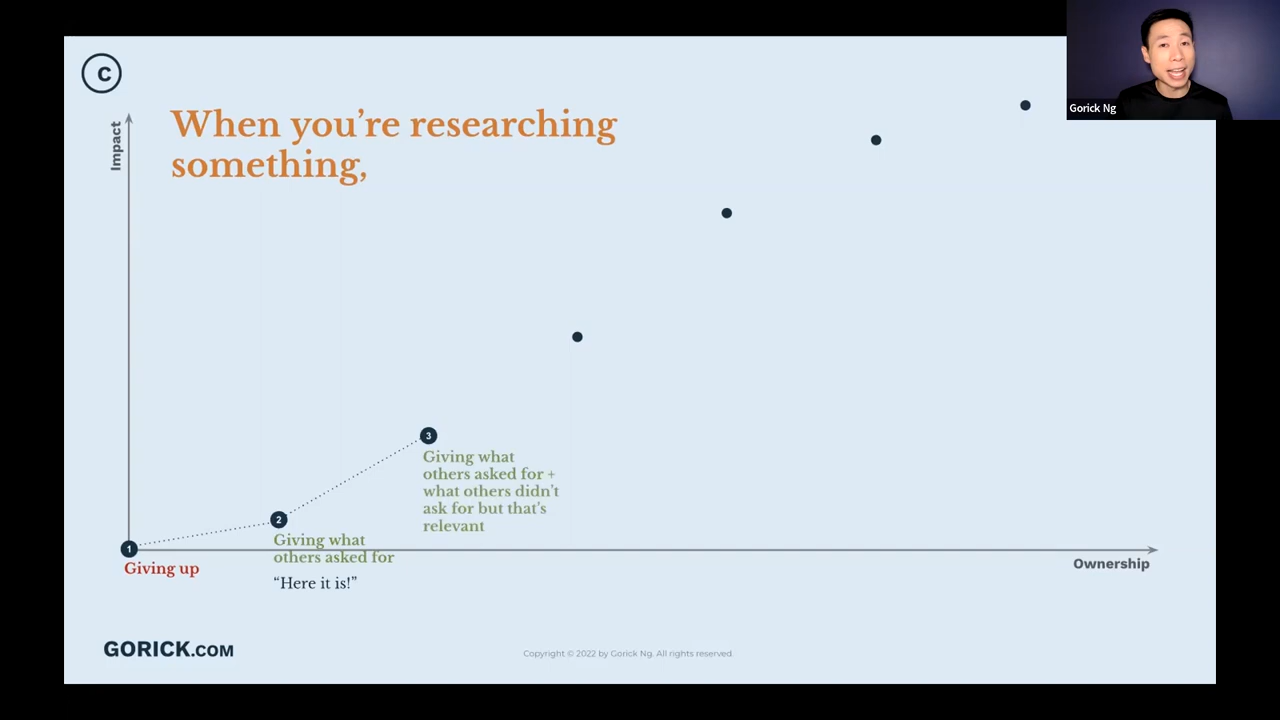 C
Gorick Ng
When you’re researching
something,
Impact
3
Giving what
others asked for +
what others didn’t
ask for but that’s
relevant
2
Giving what
others asked for
“Here it is!”
1
Giving up
Ownership
GORICK.COM
Copyright © 2022 by Gorick Ng. All rights reserved